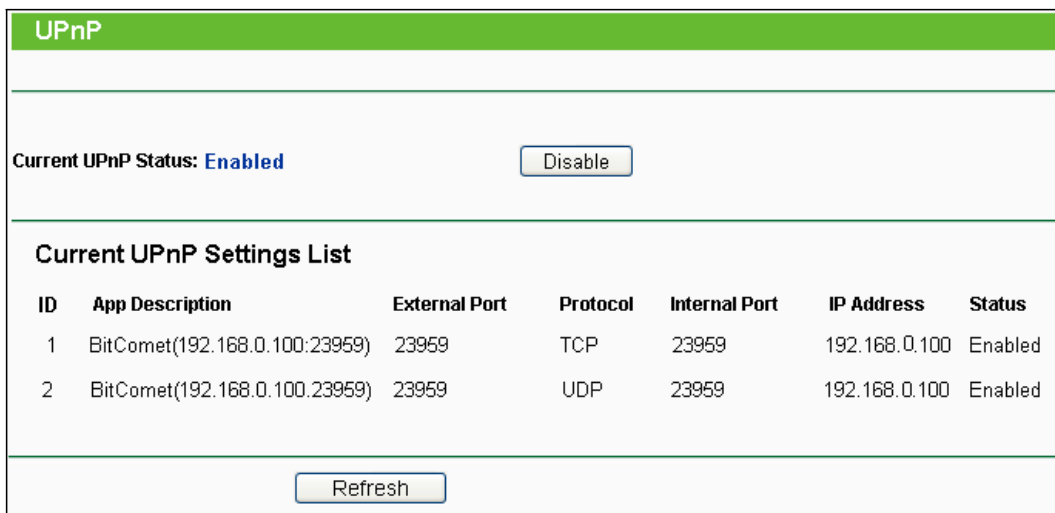 UPnP
Current UPnP Status: Enabled Disable
Current UPnP Settings List
ID App Description External Port Protocol Internal Port IP Address Status
1 BitComet(192.168.0.100:23959) 23959 TCP 23959 192.168.0.100 Enabled
2 BitComet(192.168.0.100.23959) 23959 UDP 23959 192.168.0.100 Enabled
Refresh